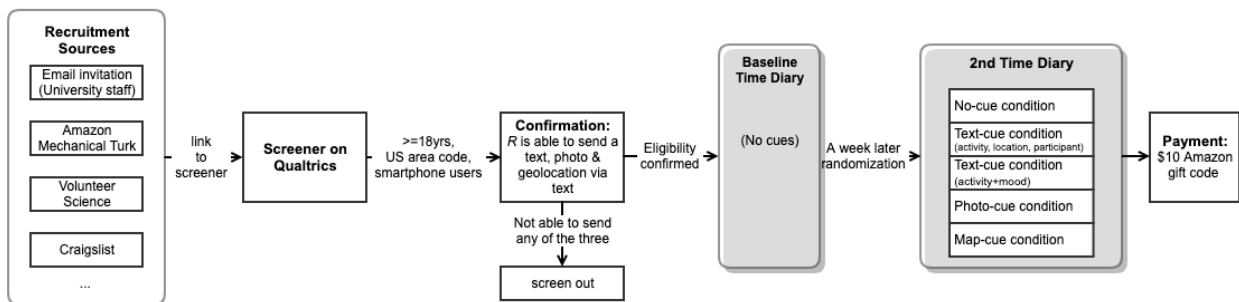 Recruitment
Sources
Email invitation
(University staff)
Amazon
Mechanical Turk
Volunteer
Science
Craigslist
...
link
to
screener
Screener on
Qualtrics
>=18yrs,
US area code,
smartphone users
Confirmation:
R is able to send a
text, photo &
geolocation via
text
Not able to send
any of the three
screen out
Eligibility
confirmed
Baseline
Time Diary
(No cues)
A week later
randomization
2nd Time Diary
No-cue condition
Text-cue condition
(activity, location, participant)
Text-cue condition
(activity+mood)
Photo-cue condition
Map-cue condition
Payment:
$10 Amazon
gift code